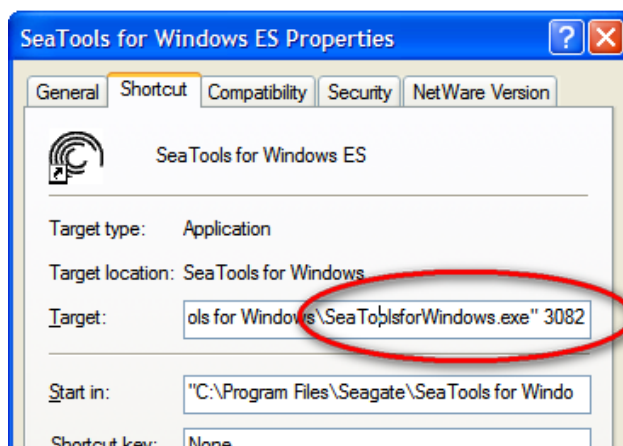 SeaTools for Windows ES Properties
General Shortcut Compatibility Security NetWare Version
SeaTools for Windows ES
Target type: Application
Target location: SeaTools for Windows
Target: ols for Windows\SeaToolsforWindows.exe" 3082
Start in: "C:\Program Files\Seagate\SeaTools for Windo
Shortcut key: None